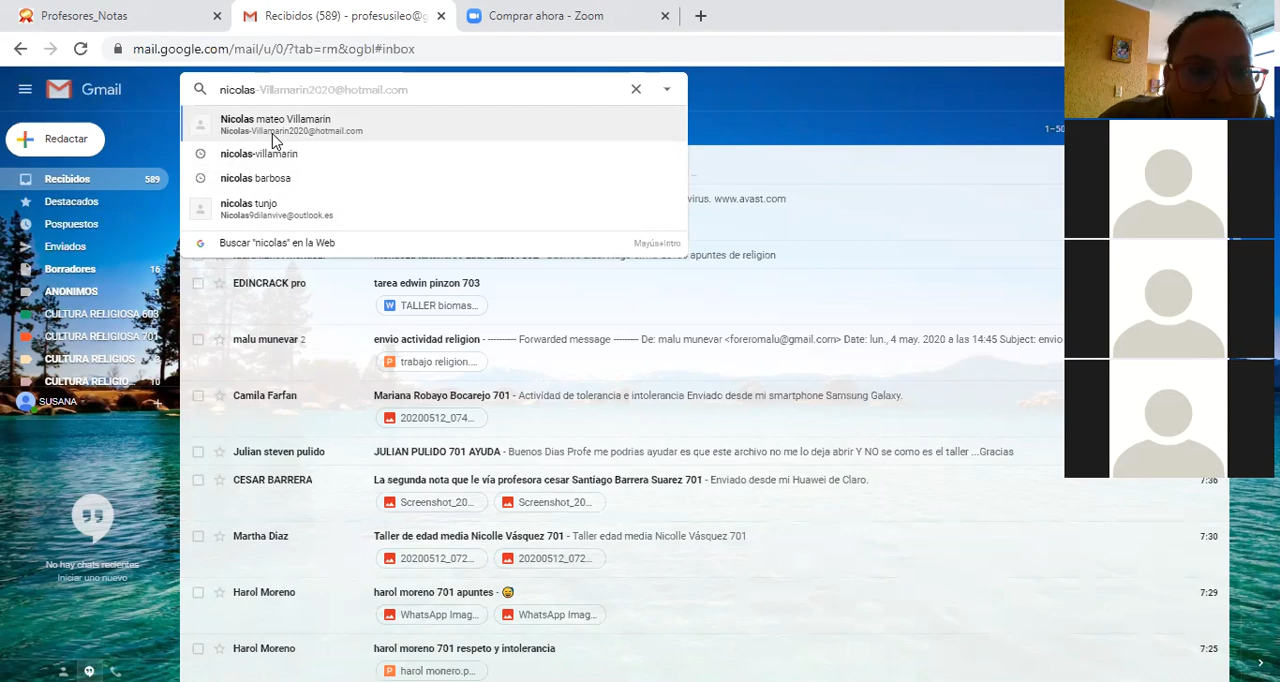 Profesores_Notas
Recibidos (589) - profesusileo@g
Comprar ahora - Zoom
mail.google.com/mail/u/0/?tab=rm&ogbl#inbox
Gmail
nicolas-Villamarin2020@hotmail.com
Nicolas mateo Villamarin
Nicolas-Villamarin2020@hotmail.com
nicolas-villamarin
nicolas barbosa
nicolas tunjo
Nicolas9dilanvive@outlook.es
Buscar "nicolas" en la Web
Mayús+Intro
Redactar
1–50
Recibidos 589
Destacados
Pospuestos
Enviados
Borradores 16
ANONIMOS
CULTURA RELIGIOSA 603
CULTURA RELIGIOSA 701
CULTURA RELIGIOS
CULTURA RELIGIO... 10
SUSANA
No hay chats recientes
Iniciar uno nuevo
virus. www.avast.com
apuntes de religion
EDINCRACK pro tarea edwin pinzon 703
TALLER biomas...
malu munevar 2 envio actividad religion - ---------- Forwarded message --------- De: malu munevar <foreromalu@gmail.com> Date: lun., 4 may. 2020 a las 14:45 Subject: envio
trabajo religion....
Camila Farfan Mariana Robayo Bocarejo 701 - Actividad de tolerancia e intolerancia Enviado desde mi smartphone Samsung Galaxy.
20200512_074...
Julian steven pulido JULIAN PULIDO 701 AYUDA - Buenos Dias Profe me podrias ayudar es que este archivo no me lo deja abrir Y NO se como es el taller ...Gracias
CESAR BARRERA La segunda nota que le vía profesora cesar Santiago Barrera Suarez 701 - Enviado desde mi Huawei de Claro. 7:36
Screenshot_20... Screenshot_20...
Martha Diaz Taller de edad media Nicolle Vásquez 701 - Taller edad media Nicolle Vásquez 701 7:30
20200512_072... 20200512_072...
Harol Moreno harol moreno 701 apuntes - 😅 7:29
WhatsApp Imag... WhatsApp Imag...
Harol Moreno harol moreno 701 respeto y intolerancia 7:25
harol monero.p...